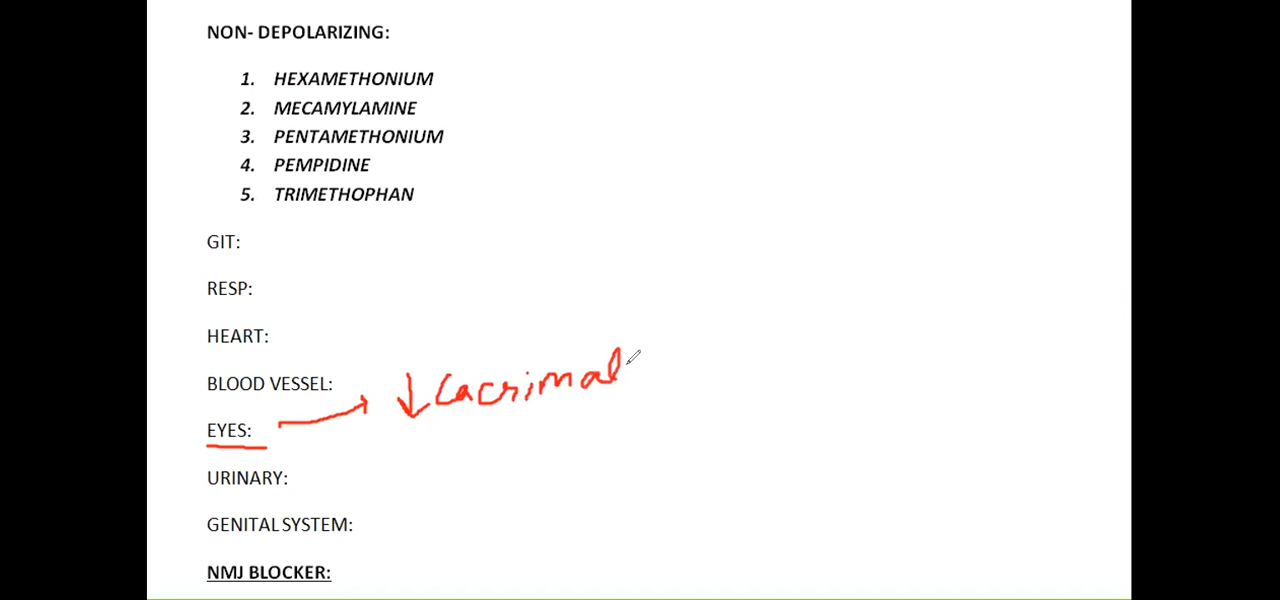 NON- DEPOLARIZING:
1. HEXAMETHONIUM
2. MECAMYLAMINE
3. PENTAMETHONIUM
4. PEMPIDINE
5. TRIMETHOPHAN
GIT:
RESP:
HEART:
BLOOD VESSEL:
↓ Lacrimal
EYES:
URINARY:
GENITAL SYSTEM:
NMJ BLOCKER: